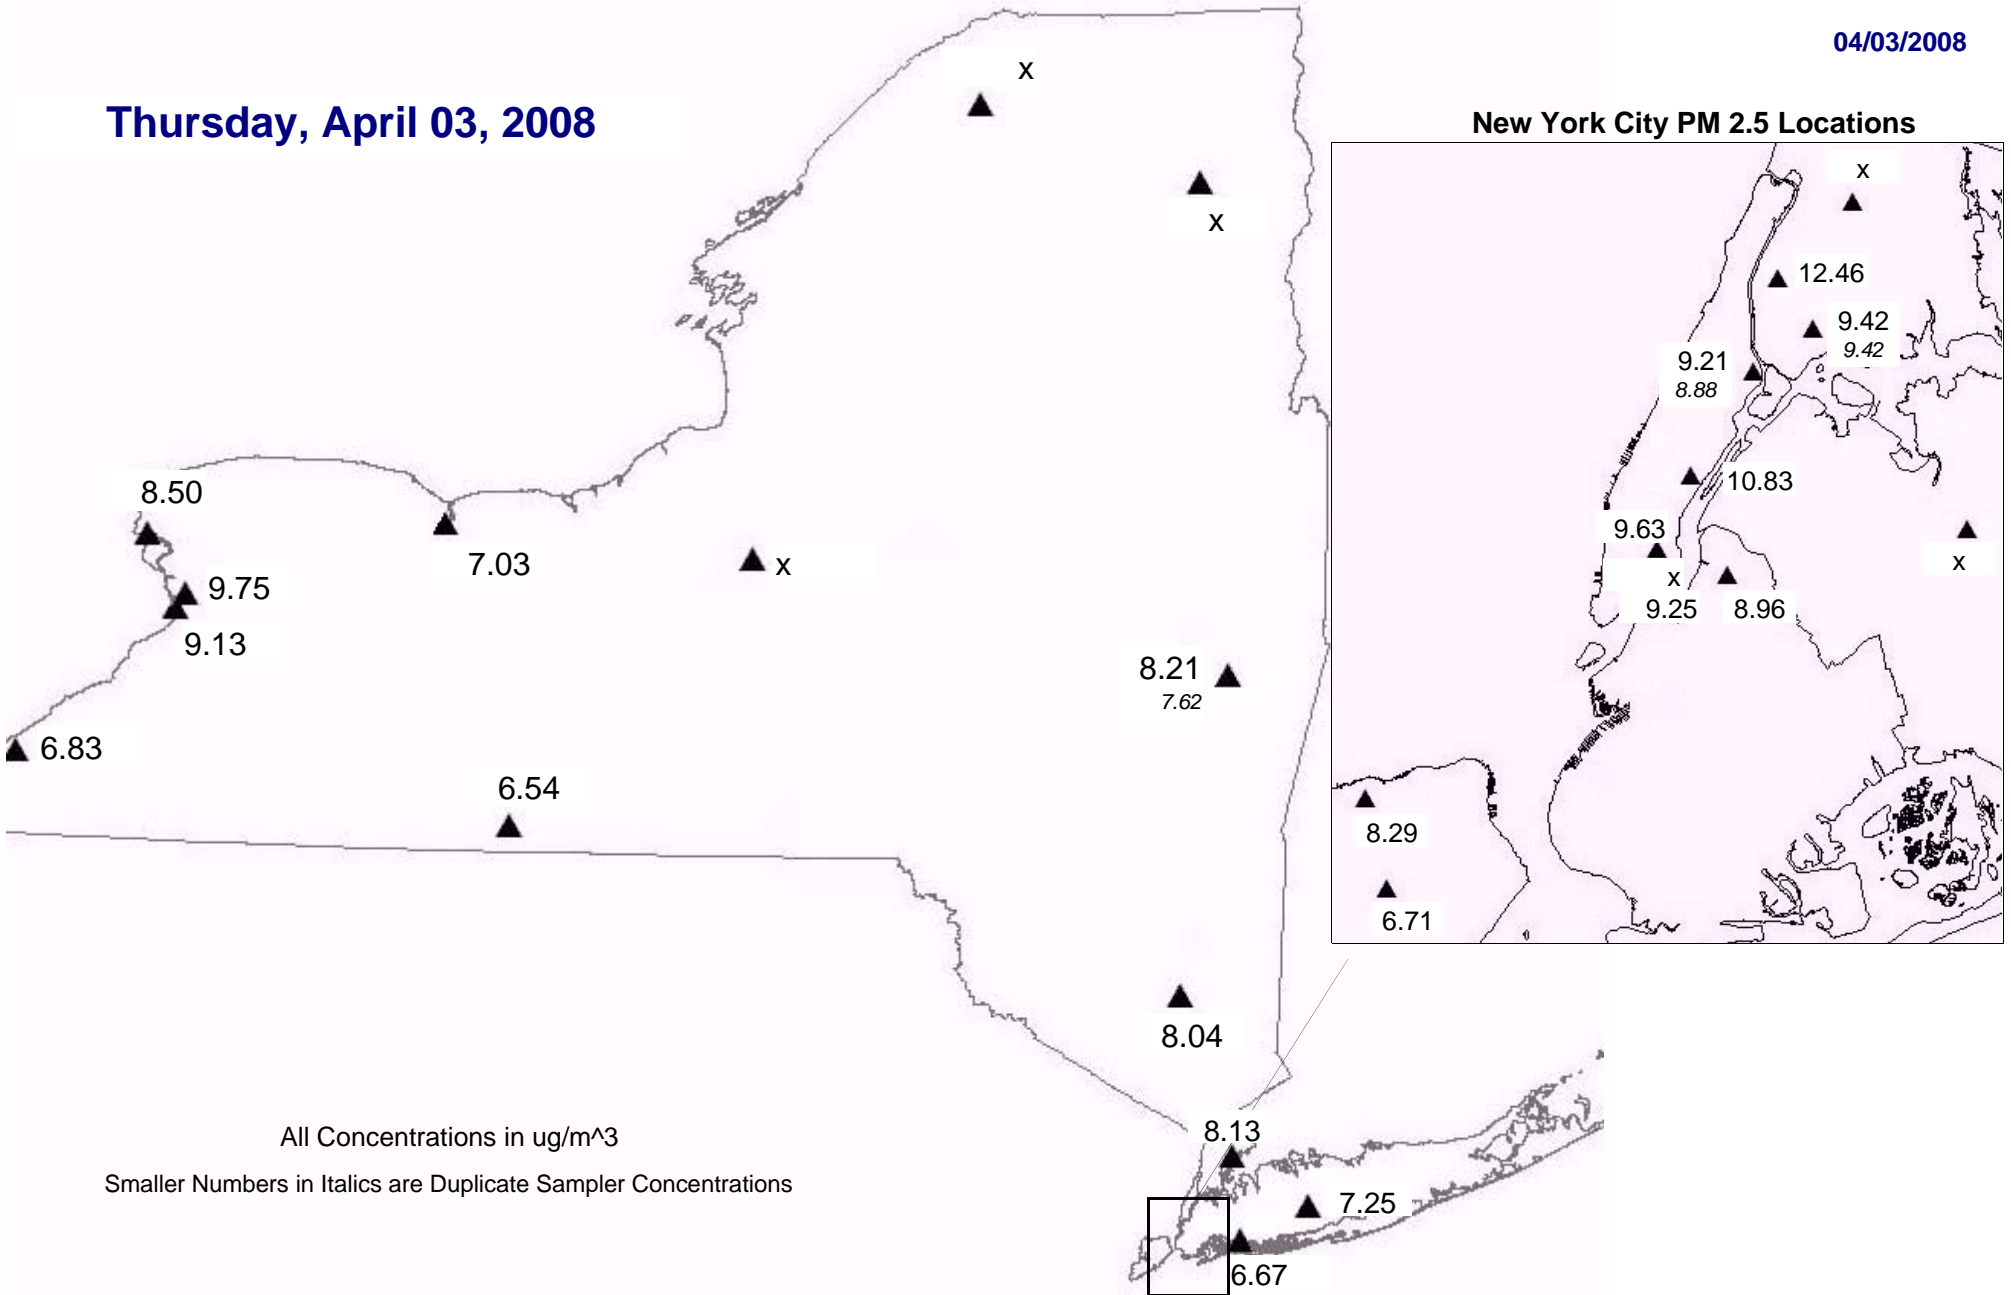 04/03/2008
Thursday, April 03, 2008
x
x
8.50
7.03
x
9.75
9.13
8.21
7.62
6.83
6.54
8.04
8.13
7.25
6.67
All Concentrations in ug/m^3
Smaller Numbers in Italics are Duplicate Sampler Concentrations
New York City PM 2.5 Locations
x
12.46
9.42
9.42
9.21
8.88
10.83
9.63
x
x
9.25
8.96
8.29
6.71